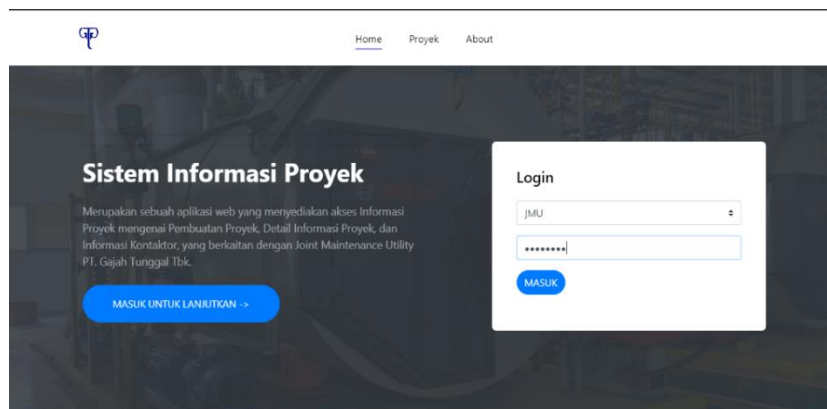 Home Proyek About
Sistem Informasi Proyek
Merupakan sebuah aplikasi web yang menyediakan akses Informasi
Proyek mengenai Pembuatan Proyek, Detail Informasi Proyek, dan
Informasi Kontaktor, yang berkaitan dengan Joint Maintenance Utility
PT. Gajah Tunggal Tbk.
MASUK UNTUK LANJUTKAN ->
Login
JMU
••••••••
MASUK